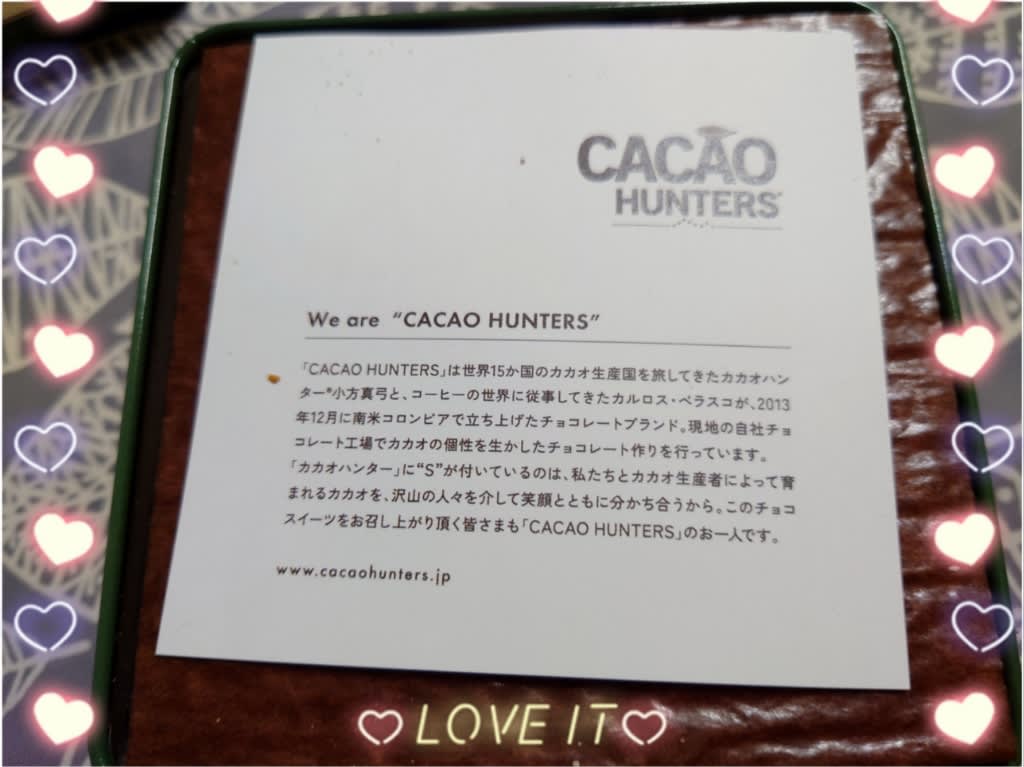 CACAO
HUNTERS
We are "CACAO HUNTERS"
「CACAO HUNTERS」は世界15か国のカカオ生産国を旅してきたカカオハン
ター®小方真弓と、コーヒーの世界に従事してきたカルロス・ベラスコが、2013
年12月に南米コロンビアで立ち上げたチョコレートブランド。現地の自社チョ
コレート工場でカカオの個性を生かしたチョコレート作りを行っています。
「カカオハンター」に“S”が付いているのは、私たちとカカオ生産者によって育
まれるカカオを、沢山の人々を介して笑顔とともに分かち合うから。このチョコ
スイーツをお召し上がり頂く皆さまも「CACAO HUNTERS」のお一人です。
www.cacaohunters.jp
LOVE IT